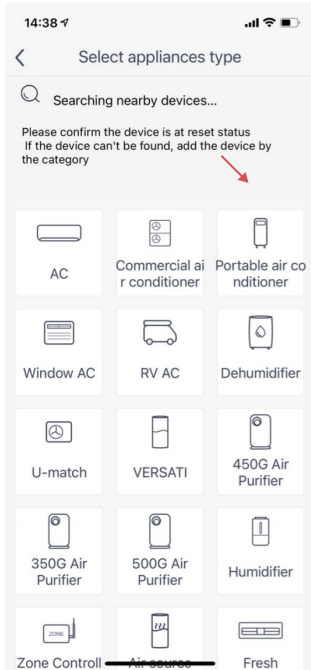 14:38
Select appliances type
Searching nearby devices...
Please confirm the device is at reset status
If the device can't be found, add the device by
the category
AC
Commercial ai
r conditioner
Portable air co
nditioner
Window AC
RV AC
Dehumidifier
U-match
VERSATI
450G Air
Purifier
350G Air
Purifier
500G Air
Purifier
Humidifier
ZONE
Zone Controll
Air source
Fresh